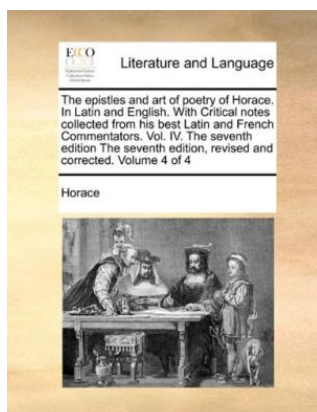 ECCO
Literature and Language
The epistles and art of poetry of Horace.
In Latin and English. With Critical notes
collected from his best Latin and French
Commentators. Vol. IV. The seventh
edition The seventh edition, revised and
corrected. Volume 4 of 4
Horace